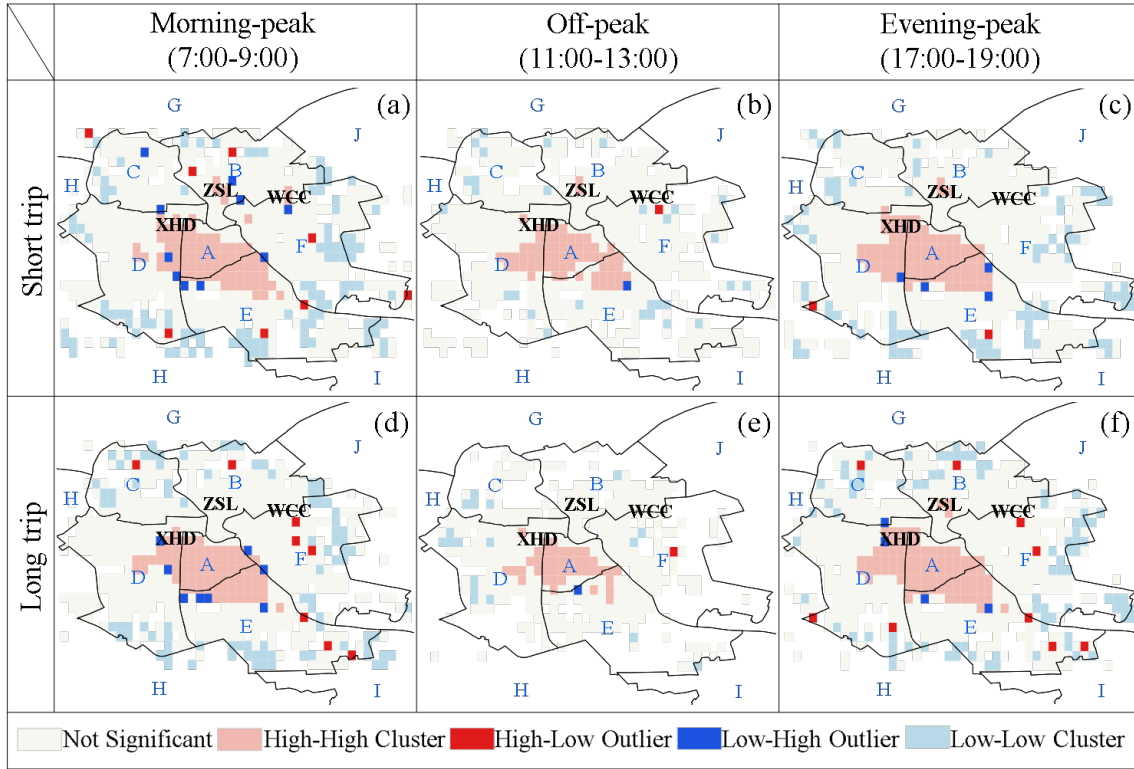 Morning-peak
(7:00-9:00)
Off-peak
(11:00-13:00)
Evening-peak
(17:00-19:00)
Short trip
(a)
G
J
C
B
H
ZSL
WCC
XHD
A
F
D
E
H
I
(b)
G
J
C
B
H
ZSL
WCC
XHD
A
F
D
E
H
I
(c)
G
J
C
B
H
ZSL
WCC
XHD
A
F
D
E
H
I
Long trip
(d)
G
J
C
B
H
ZSL
WCC
XHD
A
F
D
E
H
I
(e)
G
J
C
B
H
ZSL
WCC
XHD
A
F
D
E
H
I
(f)
G
J
C
B
H
ZSL
WCC
XHD
A
F
D
E
H
I
Not Significant High-High Cluster High-Low Outlier Low-High Outlier Low-Low Cluster